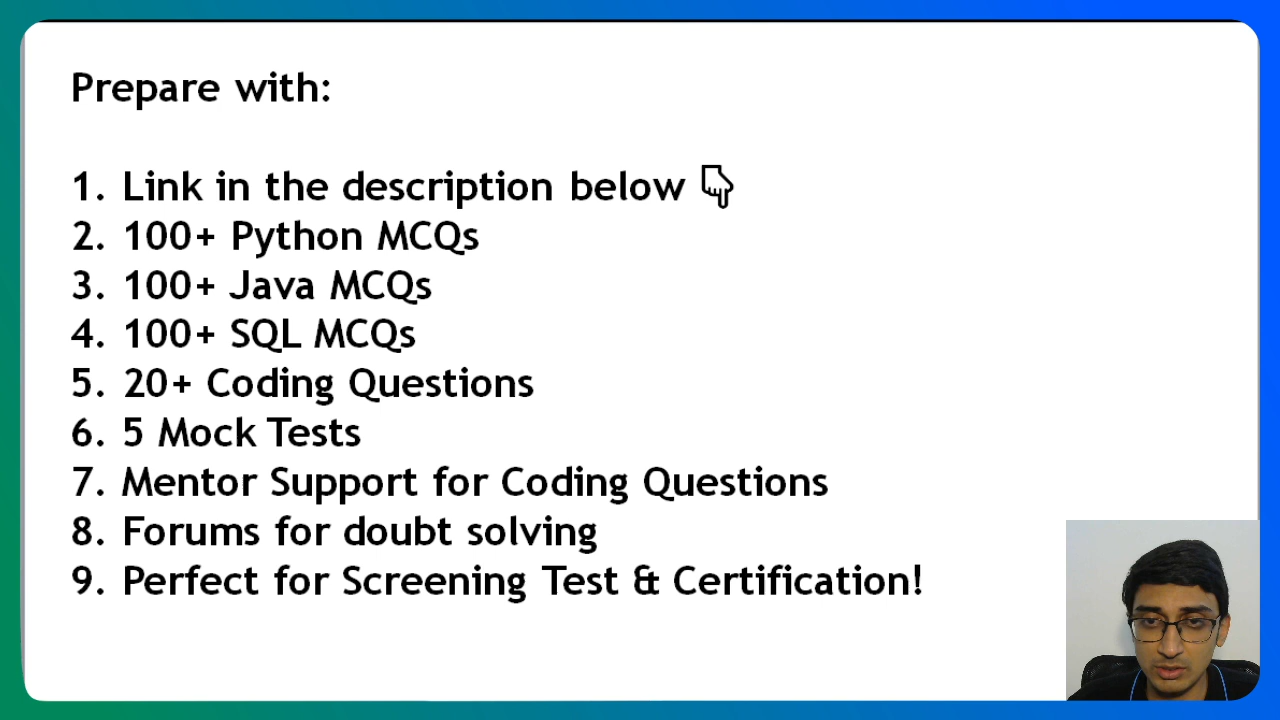 Prepare with:
1. Link in the description below 👇
2. 100+ Python MCQs
3. 100+ Java MCQs
4. 100+ SQL MCQs
5. 20+ Coding Questions
6. 5 Mock Tests
7. Mentor Support for Coding Questions
8. Forums for doubt solving
9. Perfect for Screening Test & Certification!